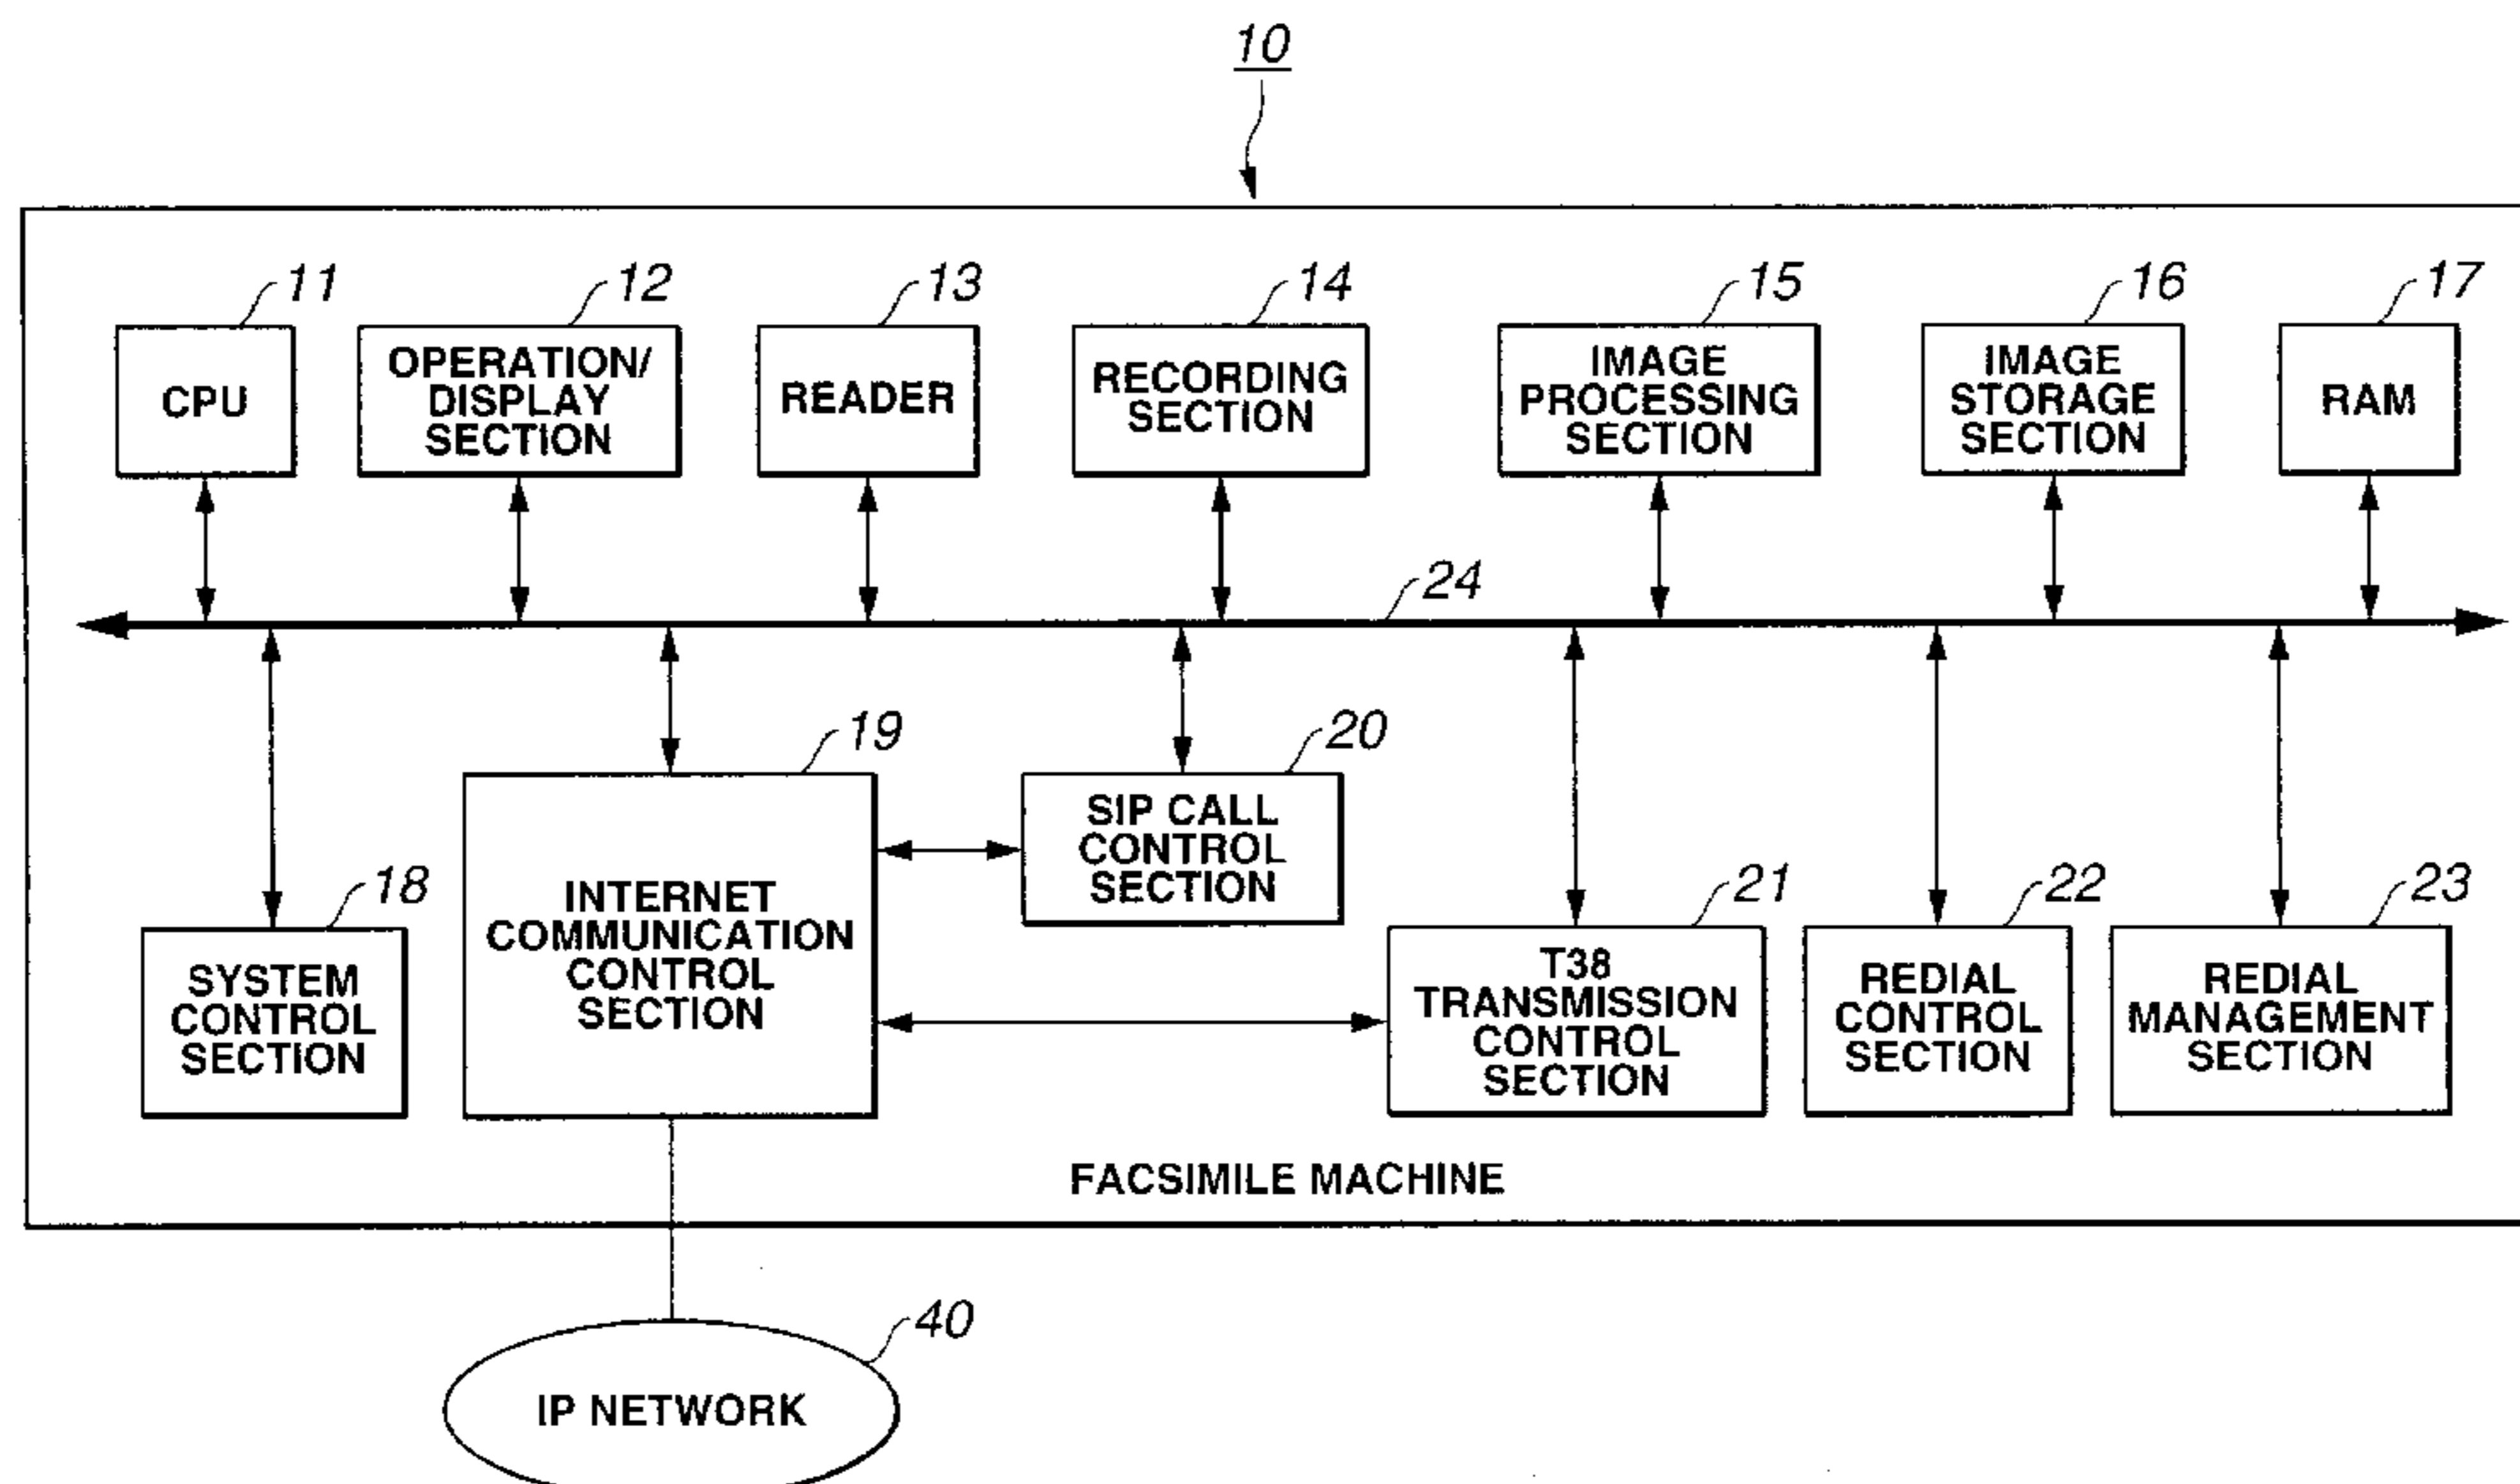 10
11
12
13
14
15
16
17
CPU
OPERATION/
DISPLAY
SECTION
READER
RECORDING
SECTION
IMAGE
PROCESSING
SECTION
IMAGE
STORAGE
SECTION
RAM
24
19
20
18
21
22
23
SYSTEM
CONTROL
SECTION
INTERNET
COMMUNICATION
CONTROL
SECTION
SIP CALL
CONTROL
SECTION
T38
TRANSMISSION
CONTROL
SECTION
REDIAL
CONTROL
SECTION
REDIAL
MANAGEMENT
SECTION
FACSIMILE MACHINE
40
IP NETWORK